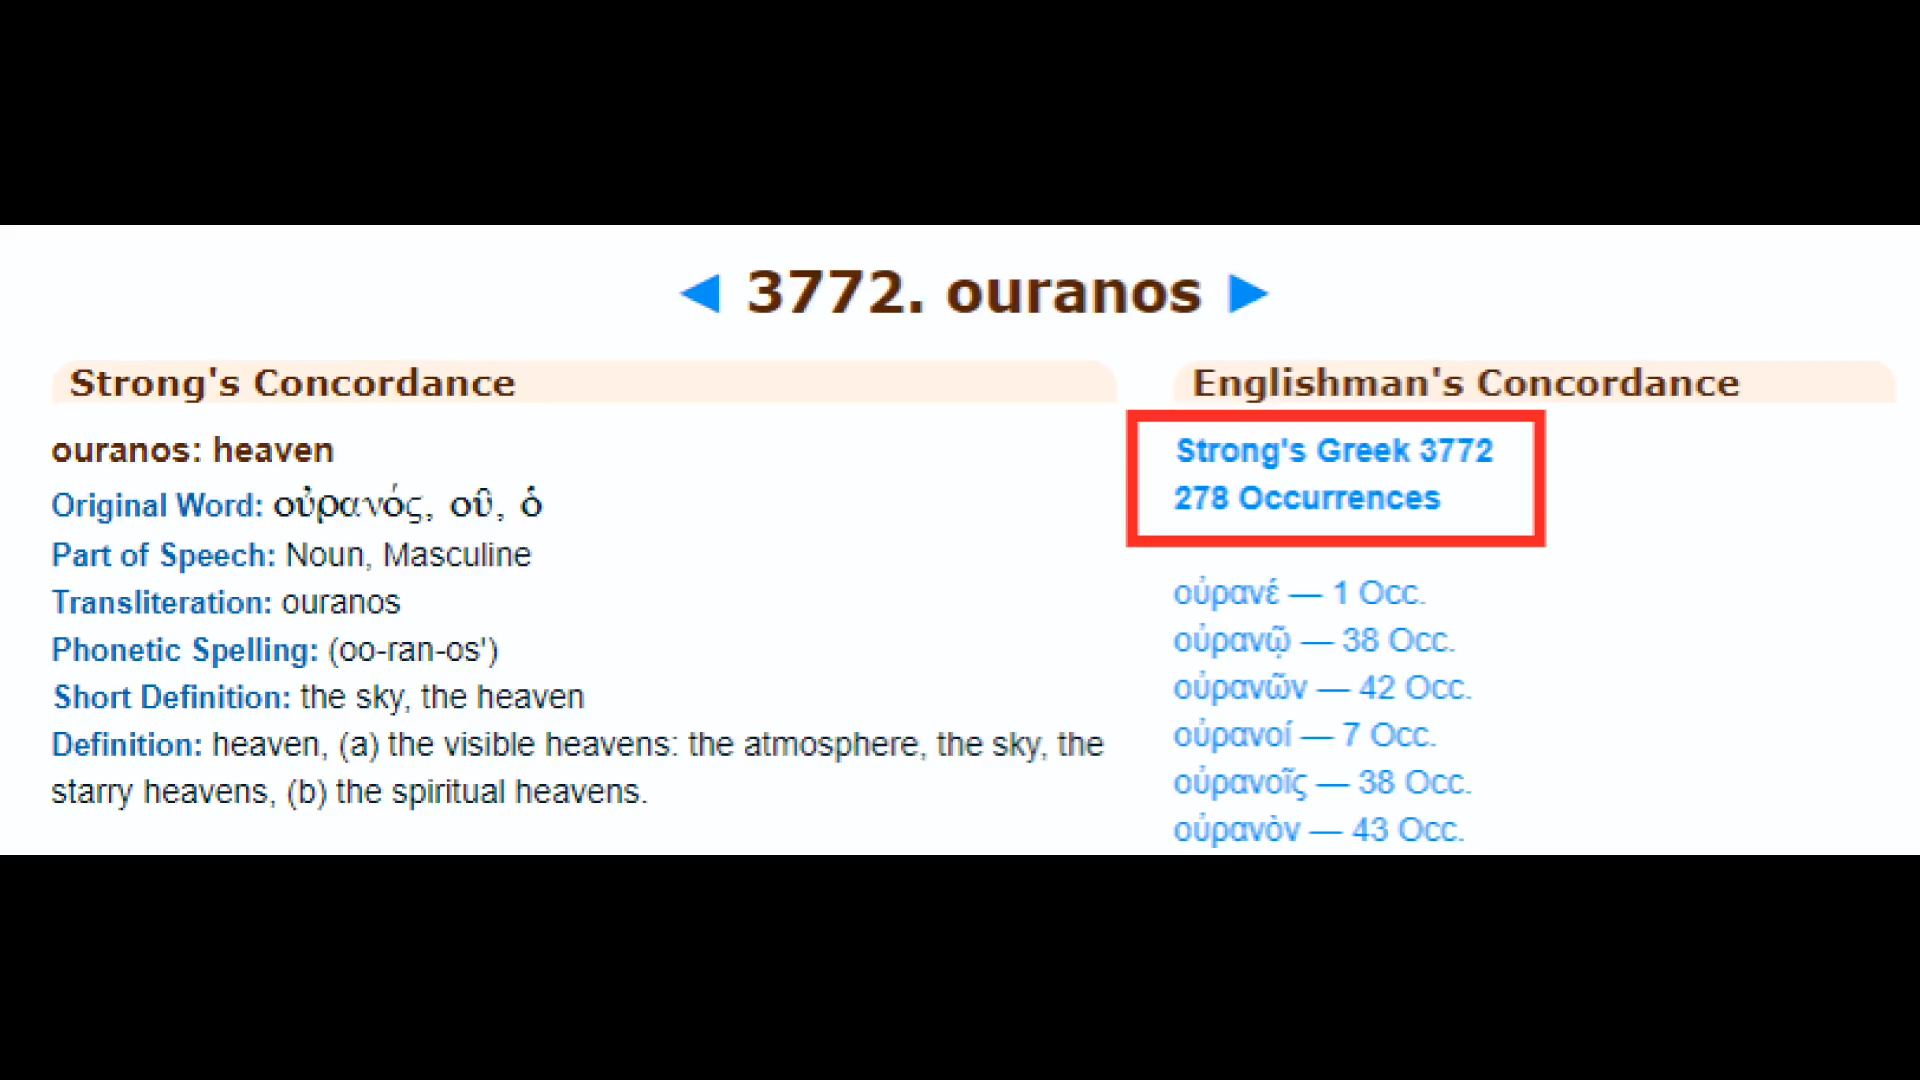 3772. ouranos
Strong's Concordance
ouranos: heaven
Original Word: οὐρανός, οῦ, ὁ
Part of Speech: Noun, Masculine
Transliteration: ouranos
Phonetic Spelling: (oo-ran-os')
Short Definition: the sky, the heaven
Definition: heaven, (a) the visible heavens: the atmosphere, the sky, the
starry heavens, (b) the spiritual heavens.
Englishman's Concordance
Strong's Greek 3772
278 Occurrences
οὐρανέ — 1 Occ.
οὐρανῷ — 38 Occ.
οὐρανῶν — 42 Occ.
οὐρανοί — 7 Occ.
οὐρανοῖς — 38 Occ.
οὐρανὸν — 43 Occ.